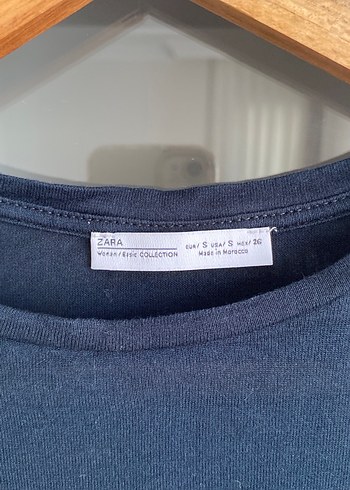 ZARA
Woman / Basic COLLECTION
EUR/ S USA/ S MEX/ 26
Made in Morocco